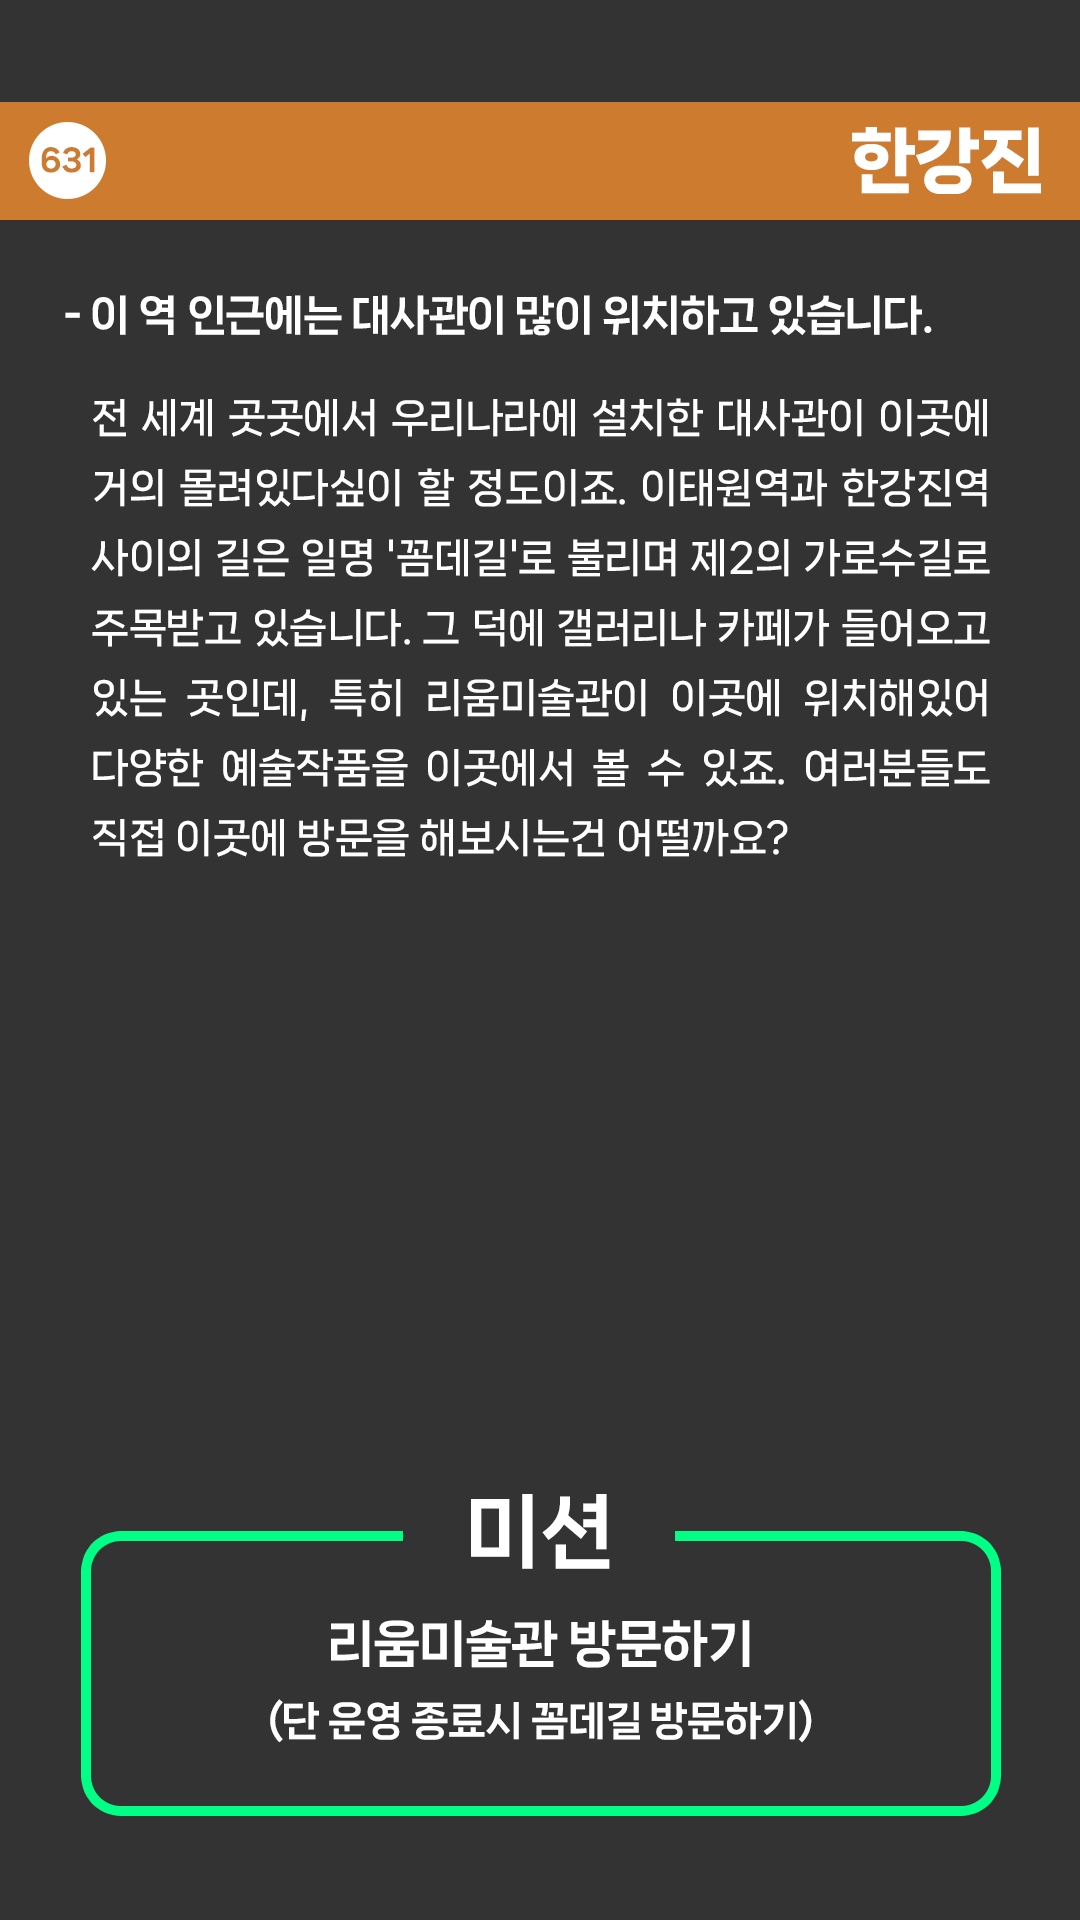 631
한강진
- 이 역 인근에는 대사관이 많이 위치하고 있습니다.
전 세계 곳곳에서 우리나라에 설치한 대사관이 이곳에
거의 몰려있다싶이 할 정도이죠. 이태원역과 한강진역
사이의 길은 일명 '꼼데길'로 불리며 제2의 가로수길로
주목받고 있습니다. 그 덕에 갤러리나 카페가 들어오고
있는 곳인데, 특히 리움미술관이 이곳에 위치해있어
다양한 예술작품을 이곳에서 볼 수 있죠. 여러분들도
직접 이곳에 방문을 해보시는건 어떨까요?
미션
리움미술관 방문하기
(단 운영 종료시 꼼데길 방문하기)